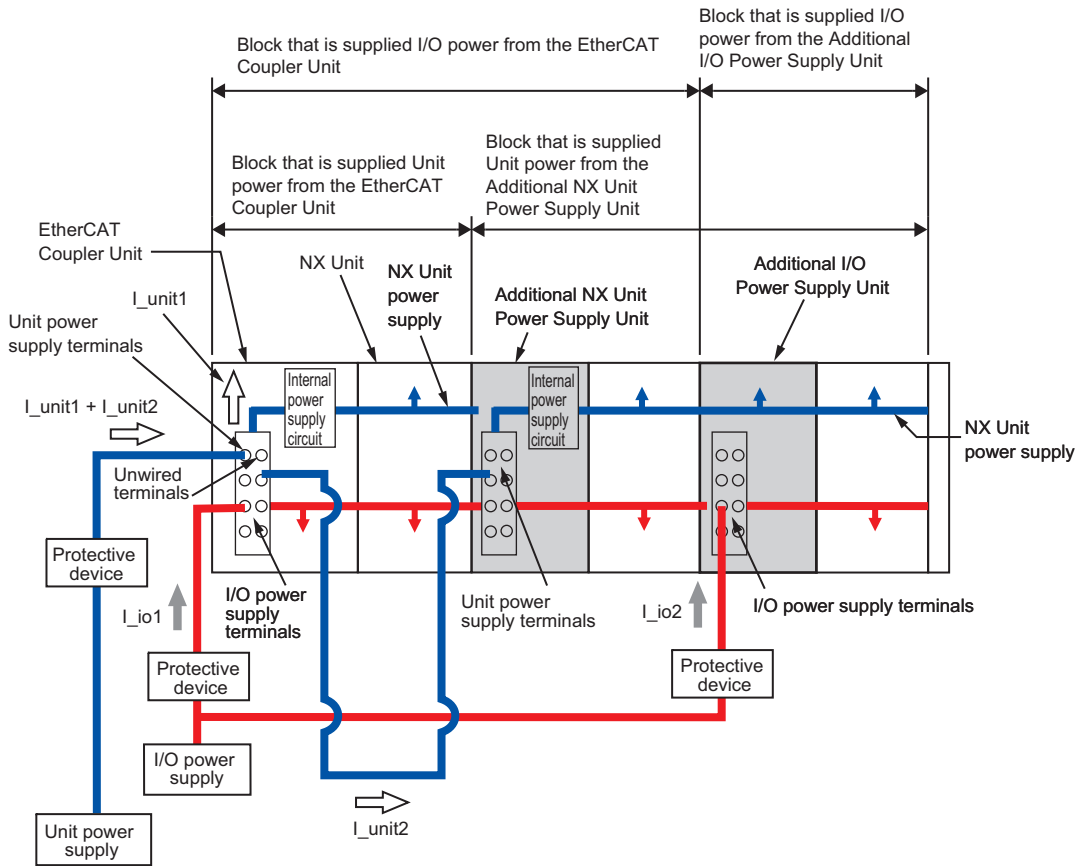 Block that is supplied I/O power from the EtherCAT
Coupler Unit
Block that is supplied I/O
power from the Additional
I/O Power Supply Unit
Block that is supplied Unit
power from the EtherCAT
Coupler Unit
Block that is supplied
Unit power from the
Additional NX Unit
Power Supply Unit
EtherCAT
Coupler Unit
NX Unit
NX Unit
power
supply
Additional NX Unit
Power Supply Unit
Additional I/O
Power Supply Unit
I_unit1
Unit power
supply terminals
I_unit1 + I_unit2
Internal
power
supply
circuit
Internal
power
supply
circuit
NX Unit
power supply
Unwired
terminals
Protective
device
I_io1
I/O power
supply
terminals
Unit power
supply terminals
I_io2
I/O power supply terminals
Protective
device
Protective
device
I/O power
supply
I_unit2
Unit power
supply